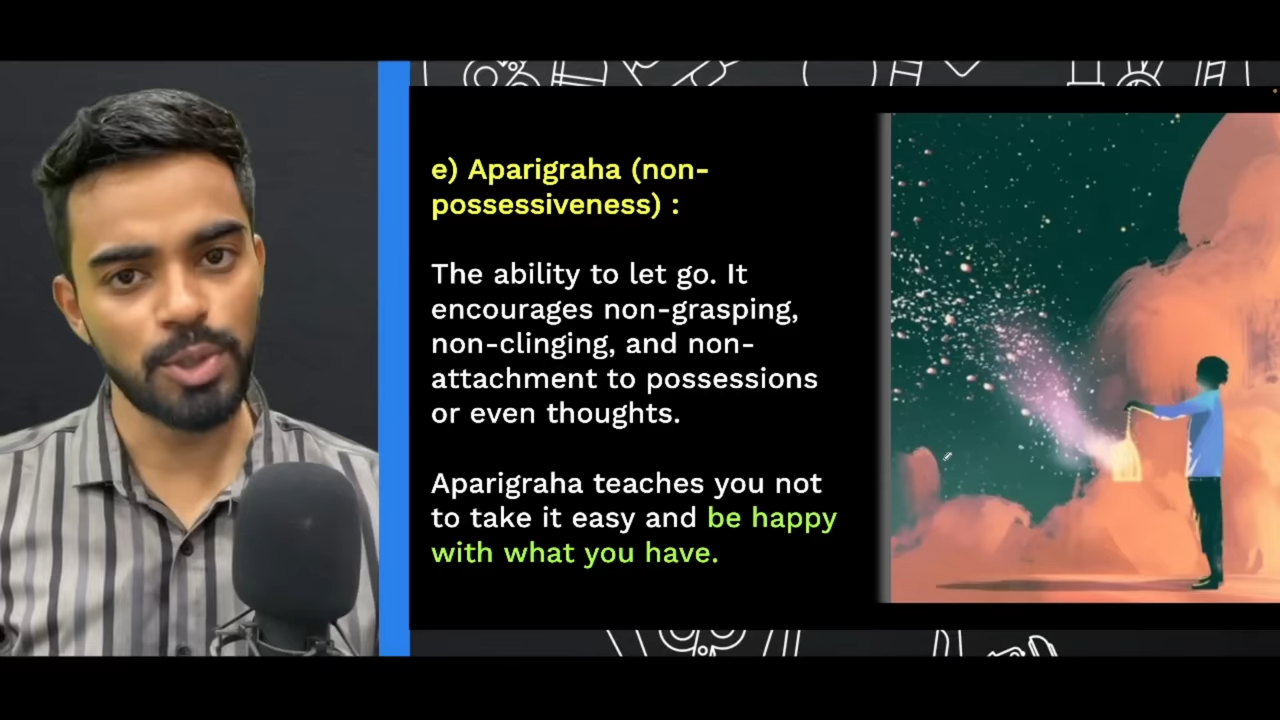 e) Aparigraha (non-
possessiveness) :
The ability to let go. It
encourages non-grasping,
non-clinging, and non-
attachment to possessions
or even thoughts.
Aparigraha teaches you not
to take it easy and be happy
with what you have.